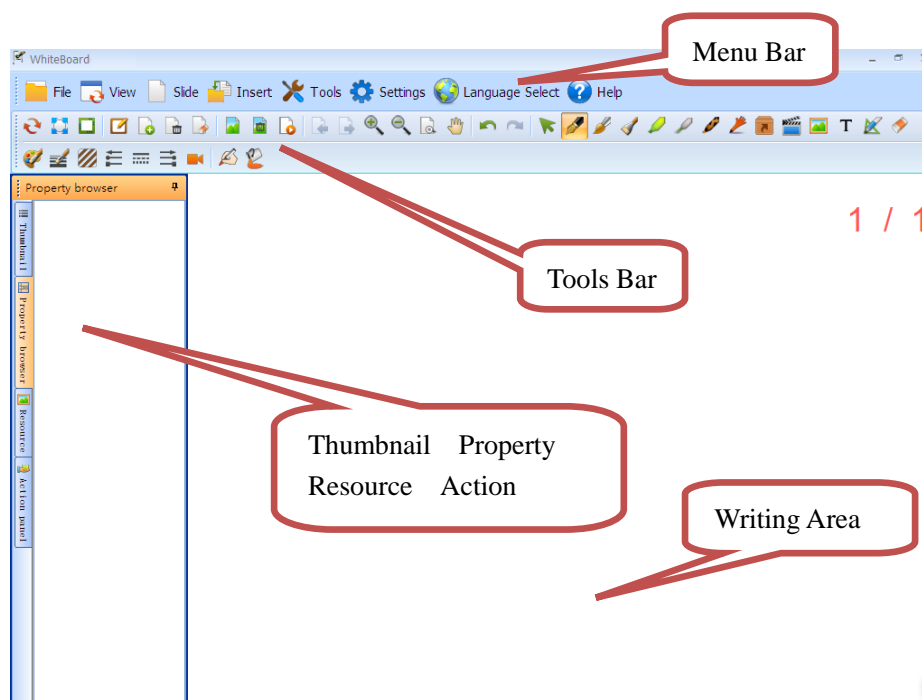 Menu Bar
WhiteBoard
File View Slide Insert Tools Settings Language Select Help
T
Property browser
1 / 1
Thumbnail
Property browser
Resource
Action panel
Tools Bar
Thumbnail Property
Resource Action
Writing Area